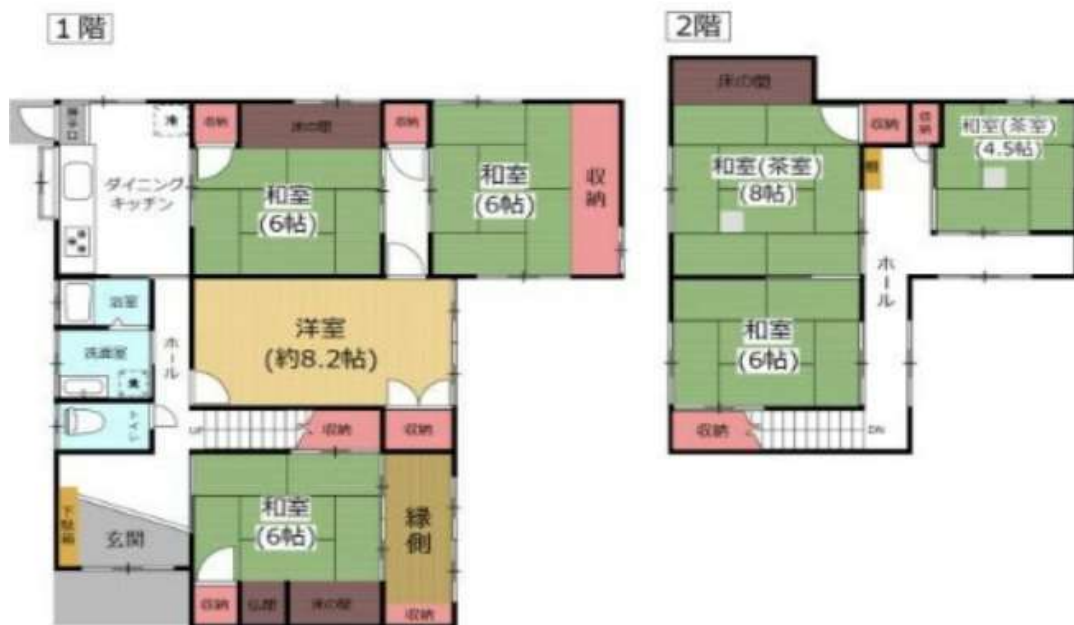 1階
勝手口
冷
収納
床の間
収納
ダイニング
キッチン
和室
(6帖)
和室
(6帖)
収納
浴室
洗面室
洗
ホール
洋室
(約8.2帖)
トイレ
UP
収納
収納
下駄箱
玄関
和室
(6帖)
縁側
収納
仏間
床の間
収納
2階
床の間
収納
収納
和室(茶室)
(4.5帖)
和室(茶室)
(8帖)
棚
ホール
和室
(6帖)
収納
DN